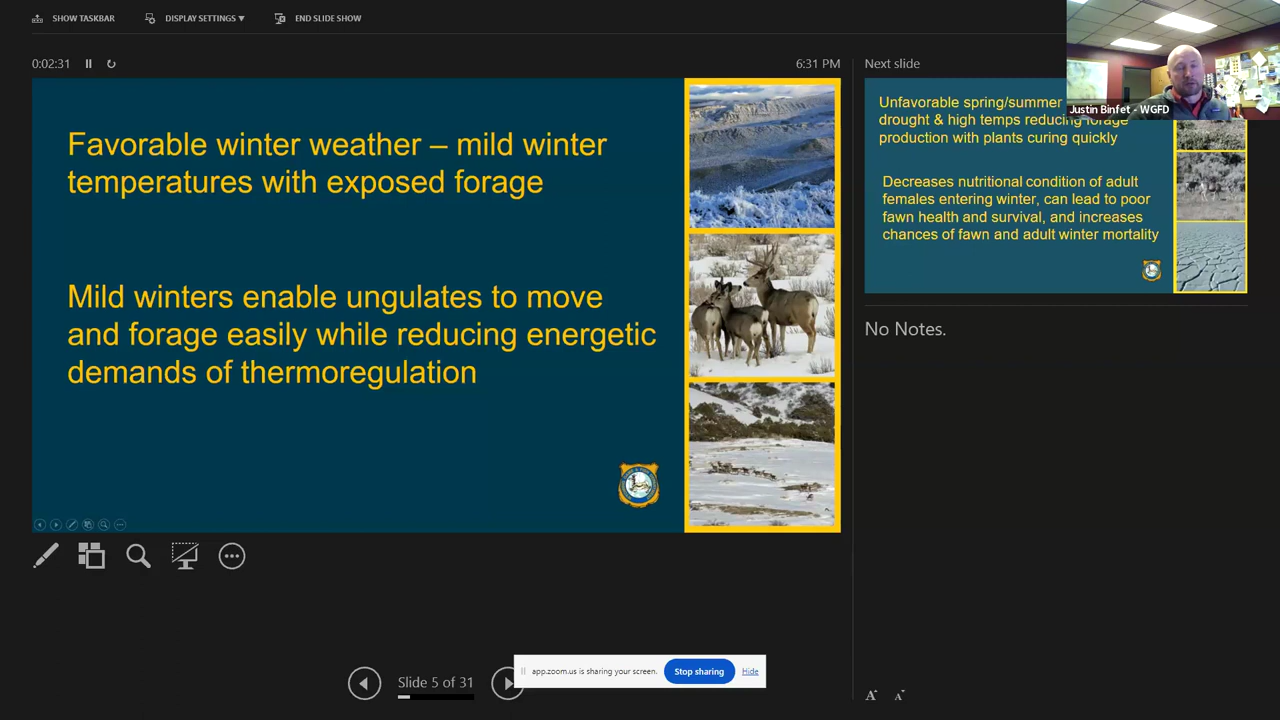 SHOW TASKBAR
DISPLAY SETTINGS ▼
END SLIDE SHOW
0:02:31
6:31 PM
Favorable winter weather – mild winter
temperatures with exposed forage
Mild winters enable ungulates to move
and forage easily while reducing energetic
demands of thermoregulation
Next slide
Unfavorable spring/summer
drought & high temps reducing forage
production with plants curing quickly
Decreases nutritional condition of adult
females entering winter, can lead to poor
fawn health and survival, and increases
chances of fawn and adult winter mortality
Justin Binfet - WGFD
No Notes.
Slide 5 of 31
app.zoom.us is sharing your screen.
Stop sharing
Hide
A
A